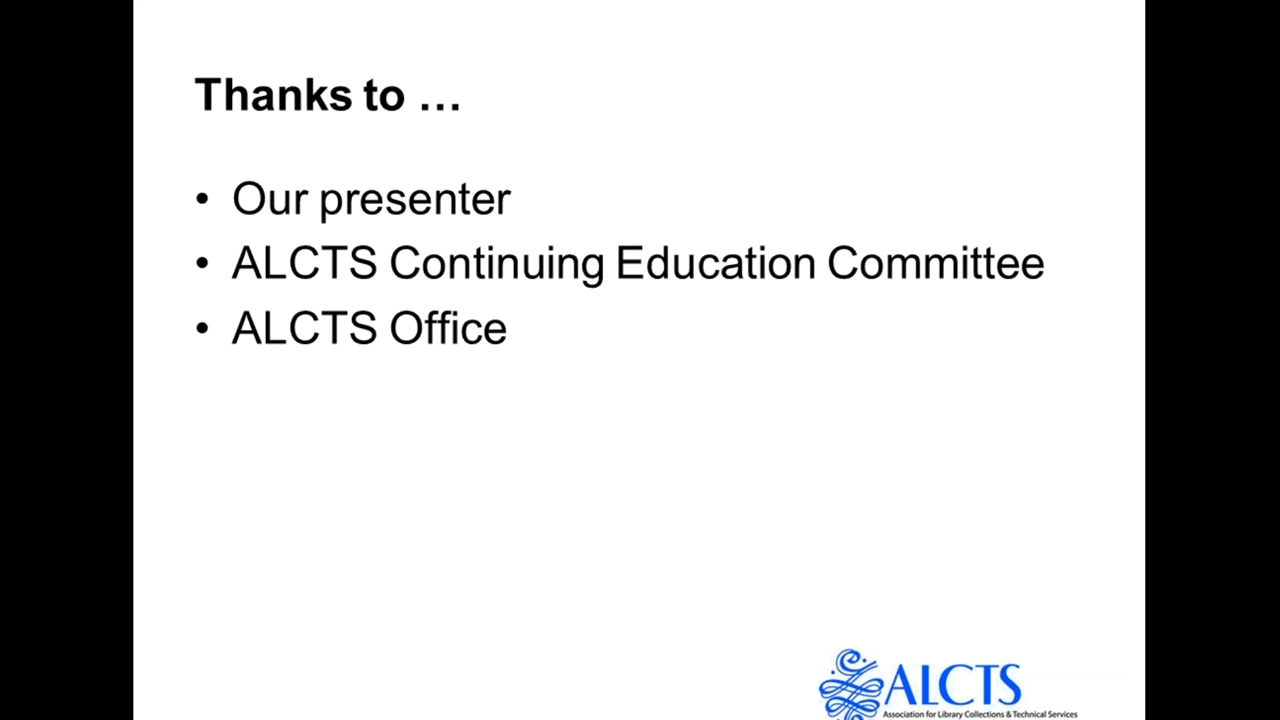 Thanks to …
• Our presenter
• ALCTS Continuing Education Committee
• ALCTS Office
ALCTS
Association for Library Collections & Technical Services